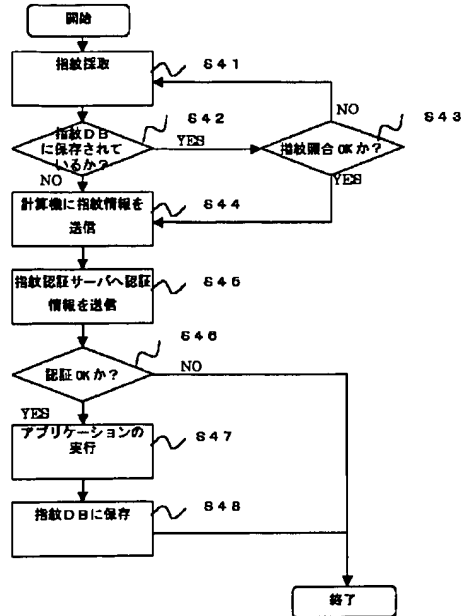 開始
指紋採取
S41
指紋DB
に保存されて
いるか?
S42
YES
NO
指紋照合OKか?
S43
NO
YES
計算機に指紋情報を
送信
S44
指紋認証サーバへ認証
情報を送信
S45
認証OKか?
S46
NO
YES
アプリケーションの
実行
S47
指紋DBに保存
S48
終了